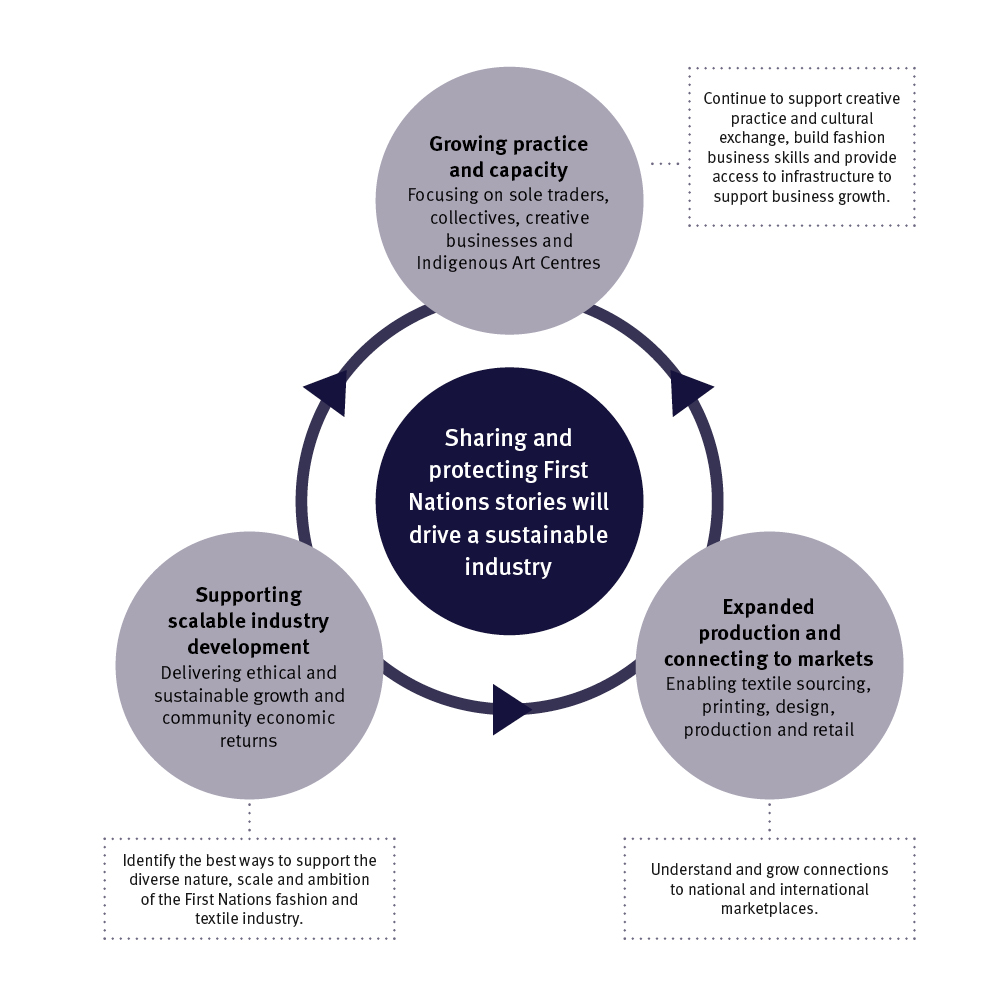 Growing practice
and capacity
Focusing on sole traders,
collectives, creative
businesses and
Indigenous Art Centres
Continue to support creative
practice and cultural
exchange, build fashion
business skills and provide
access to infrastructure to
support business growth.
Sharing and
protecting First
Nations stories will
drive a sustainable
industry
Supporting
scalable industry
development
Delivering ethical and
sustainable growth and
community economic
returns
Expanded
production and
connecting to markets
Enabling textile sourcing,
printing, design,
production and retail
Identify the best ways to support the
diverse nature, scale and ambition
of the First Nations fashion and
textile industry.
Understand and grow connections
to national and international
marketplaces.